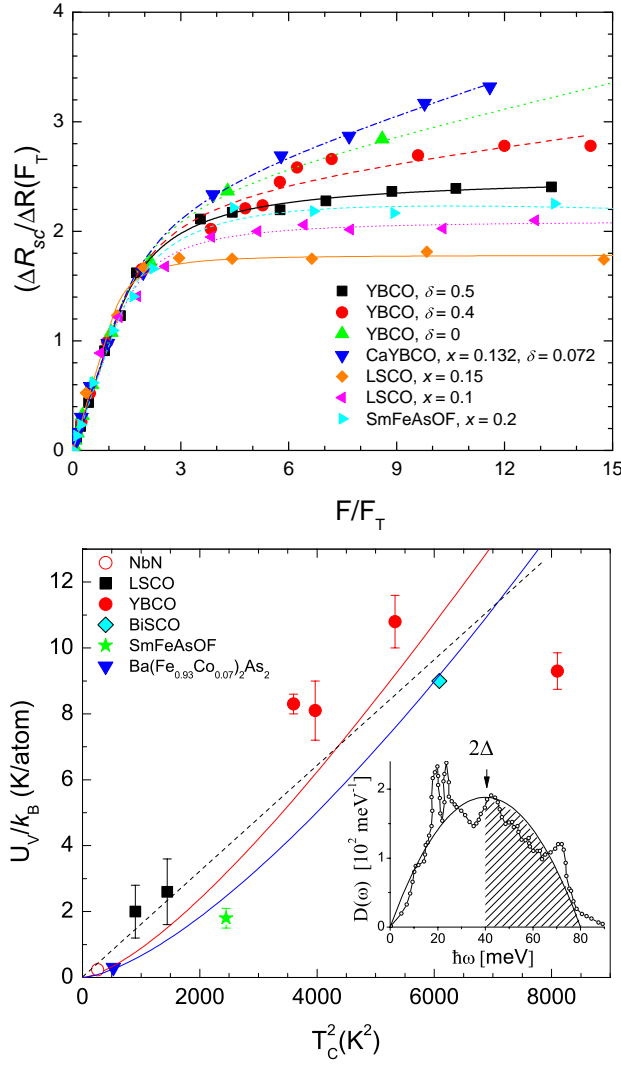 4
3
2
1
0
(ΔR_sc/ΔR(F_T)
YBCO, δ = 0.5
YBCO, δ = 0.4
YBCO, δ = 0
CaYBCO, x = 0.132, δ = 0.072
LSCO, x = 0.15
LSCO, x = 0.1
SmFeAsOF, x = 0.2
0 3 6 9 12 15
F/F_T
12
10
8
6
4
2
0
U_V/k_B (K/atom)
NbN
LSCO
YBCO
BiSCO
SmFeAsOF
Ba(Fe_0.93Co_0.07)_2As_2
2Δ
2
1
0
D(ω) [10² meV⁻¹]
0 20 40 60 80
ħω [meV]
0 2000 4000 6000 8000
T_C²(K²)